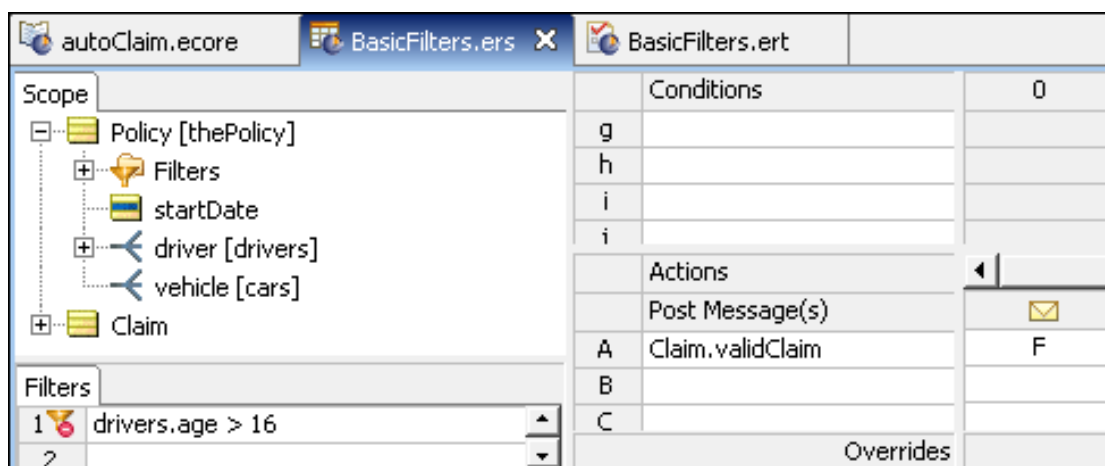 autoClaim.ecore
BasicFilters.ers
BasicFilters.ert
Scope
Policy [thePolicy]
Filters
startDate
driver [drivers]
vehicle [cars]
Claim
Filters
1 drivers.age > 16
2
Conditions 0
g
h
i
j
Actions
Post Message(s)
A Claim.validClaim F
B
C
Overrides